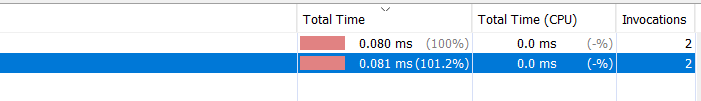 Total Time Total Time (CPU) Invocations
0.080 ms (100%) 0.0 ms (-%) 2
0.081 ms (101.2%) 0.0 ms (-%) 2